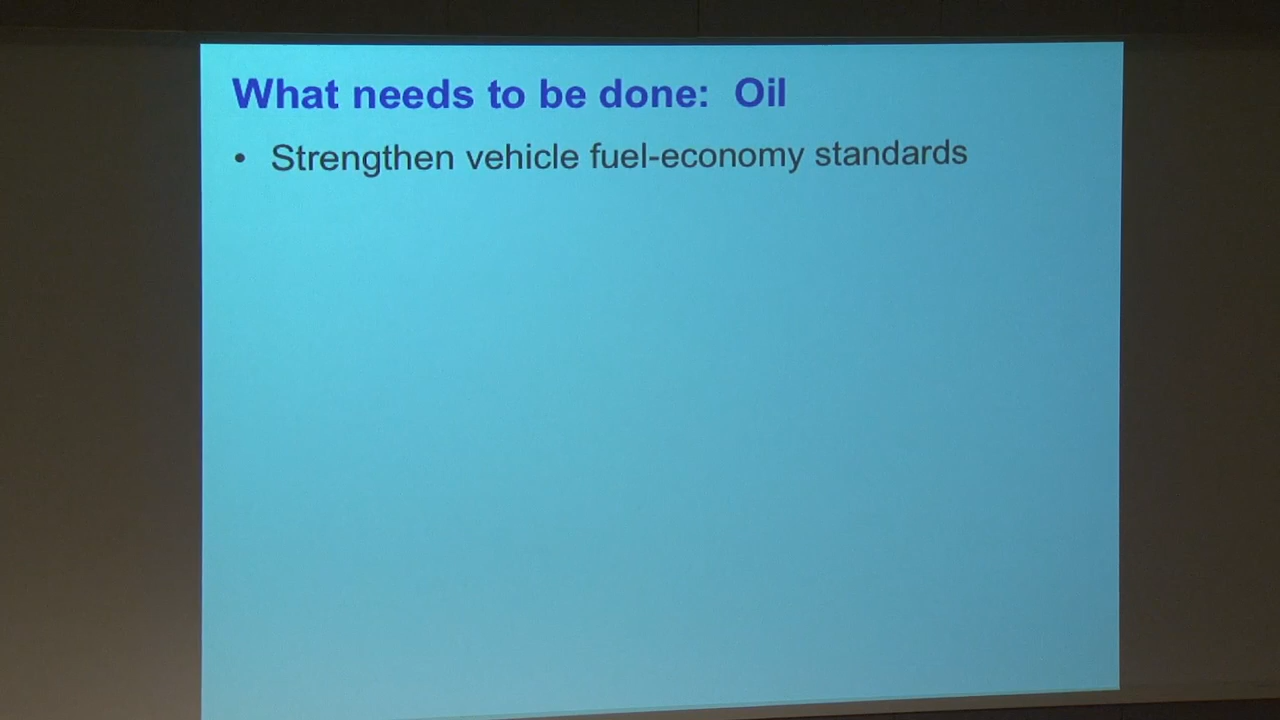 What needs to be done: Oil
• Strengthen vehicle fuel-economy standards